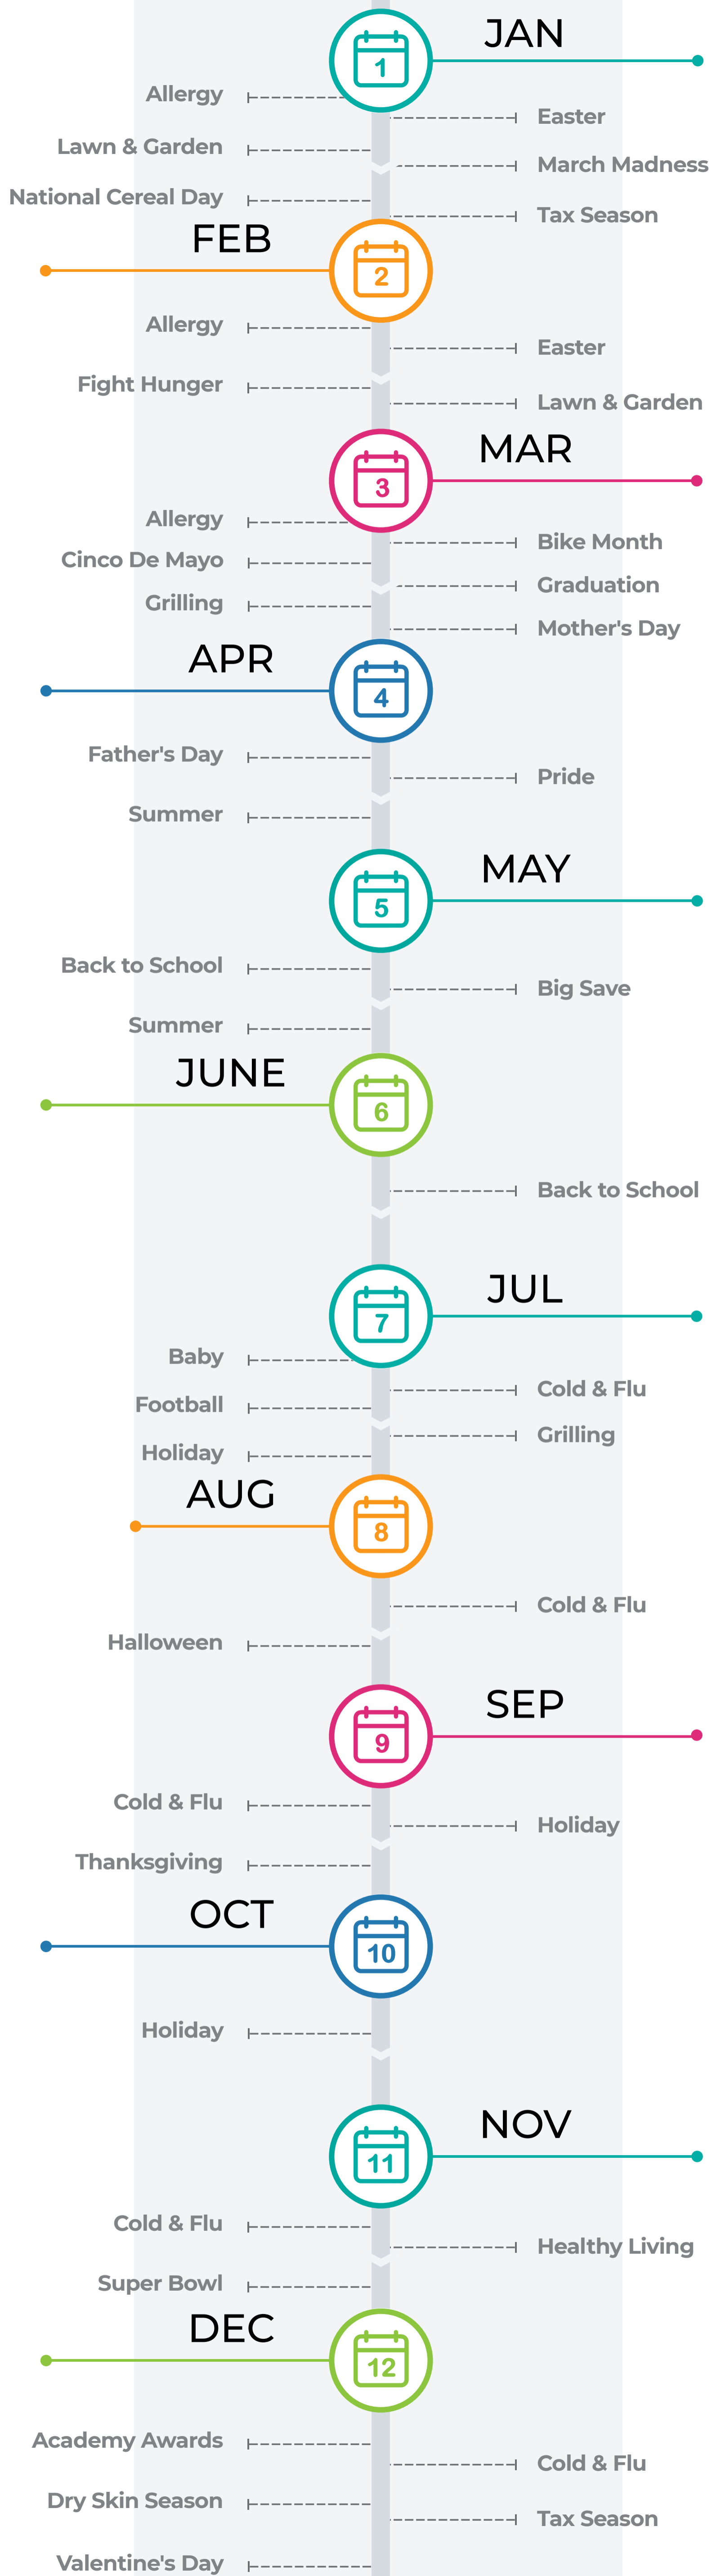 JAN
1
Allergy
Easter
Lawn & Garden
March Madness
National Cereal Day
Tax Season
FEB
2
Allergy
Easter
Fight Hunger
Lawn & Garden
MAR
3
Allergy
Bike Month
Cinco De Mayo
Graduation
Grilling
Mother's Day
APR
4
Father's Day
Pride
Summer
MAY
5
Back to School
Big Save
Summer
JUNE
6
Back to School
JUL
7
Baby
Cold & Flu
Football
Grilling
Holiday
AUG
8
Cold & Flu
Halloween
SEP
9
Cold & Flu
Holiday
Thanksgiving
OCT
10
Holiday
NOV
11
Cold & Flu
Healthy Living
Super Bowl
DEC
12
Academy Awards
Cold & Flu
Dry Skin Season
Tax Season
Valentine's Day